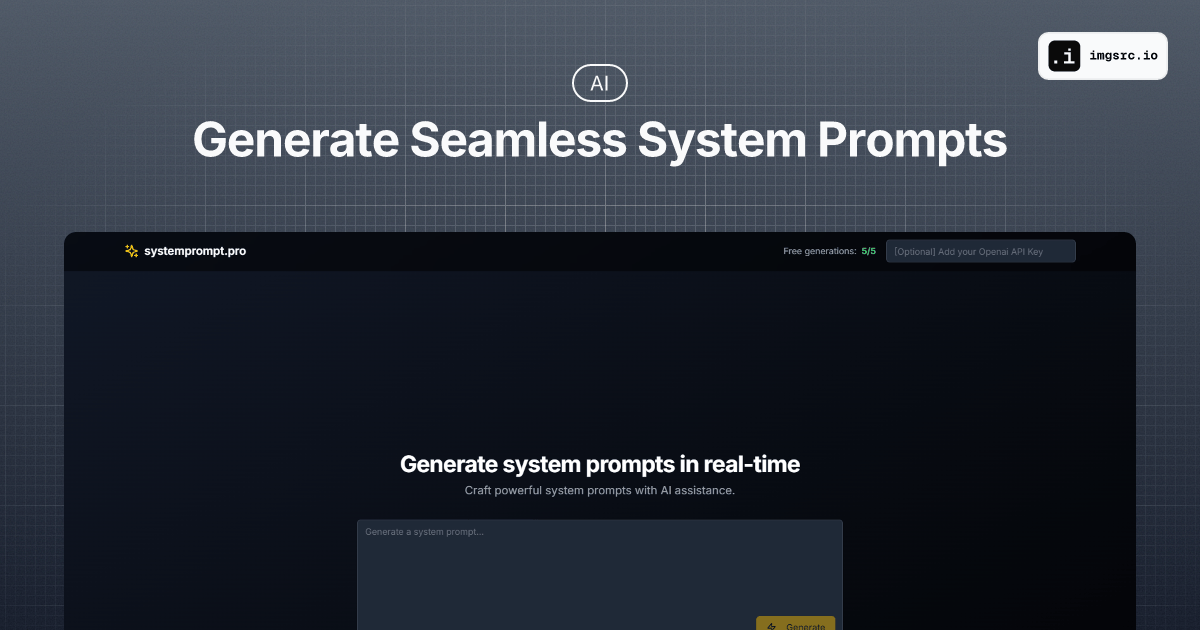 .i imgsrc.io
AI
Generate Seamless System Prompts
systemprompt.pro
Free generations: 5/5
[Optional] Add your Openai API Key
Generate system prompts in real-time
Craft powerful system prompts with AI assistance.
Generate a system prompt...
Generate